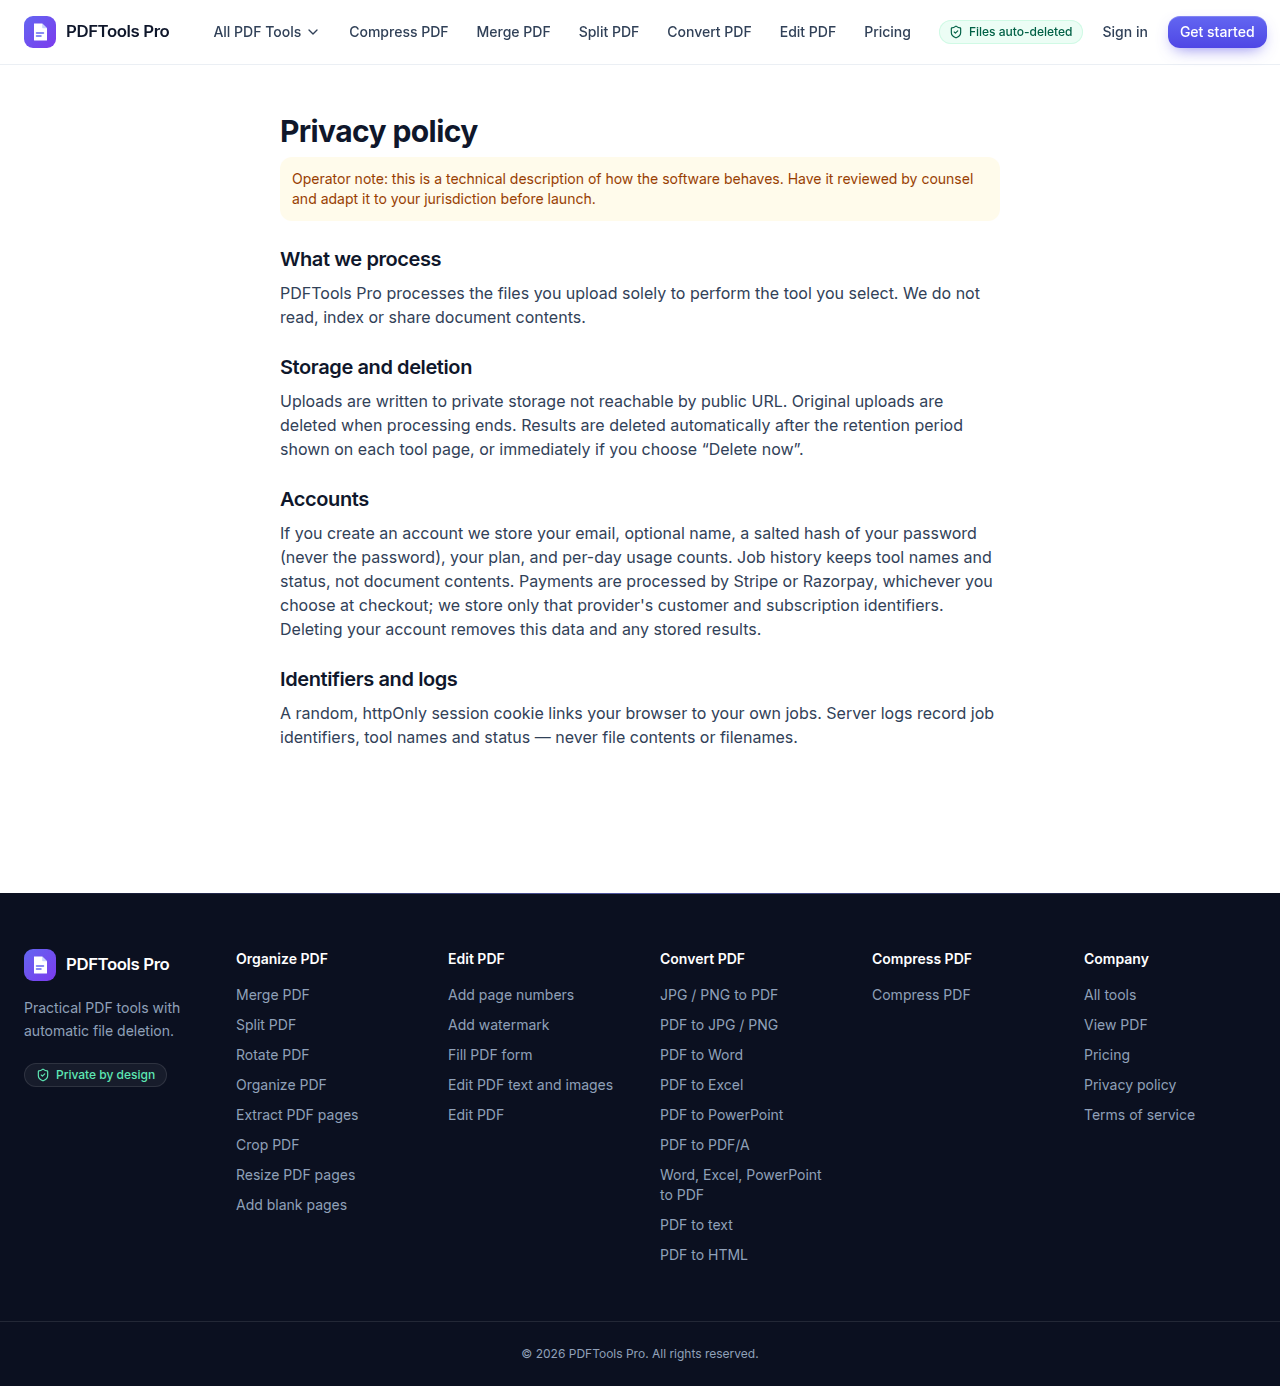 PDFTools Pro
All PDF Tools
Compress PDF
Merge PDF
Split PDF
Convert PDF
Edit PDF
Pricing
Files auto-deleted
Sign in
Get started
Privacy policy
Operator note: this is a technical description of how the software behaves. Have it reviewed by counsel
and adapt it to your jurisdiction before launch.
What we process
PDFTools Pro processes the files you upload solely to perform the tool you select. We do not
read, index or share document contents.
Storage and deletion
Uploads are written to private storage not reachable by public URL. Original uploads are
deleted when processing ends. Results are deleted automatically after the retention period
shown on each tool page, or immediately if you choose “Delete now”.
Accounts
If you create an account we store your email, optional name, a salted hash of your password
(never the password), your plan, and per-day usage counts. Job history keeps tool names and
status, not document contents. Payments are processed by Stripe or Razorpay, whichever you
choose at checkout; we store only that provider's customer and subscription identifiers.
Deleting your account removes this data and any stored results.
Identifiers and logs
A random, httpOnly session cookie links your browser to your own jobs. Server logs record job
identifiers, tool names and status — never file contents or filenames.
PDFTools Pro
Practical PDF tools with
automatic file deletion.
Private by design
Organize PDF
Merge PDF
Split PDF
Rotate PDF
Organize PDF
Extract PDF pages
Crop PDF
Resize PDF pages
Add blank pages
Edit PDF
Add page numbers
Add watermark
Fill PDF form
Edit PDF text and images
Edit PDF
Convert PDF
JPG / PNG to PDF
PDF to JPG / PNG
PDF to Word
PDF to Excel
PDF to PowerPoint
PDF to PDF/A
Word, Excel, PowerPoint
to PDF
PDF to text
PDF to HTML
Compress PDF
Compress PDF
Company
All tools
View PDF
Pricing
Privacy policy
Terms of service
© 2026 PDFTools Pro. All rights reserved.